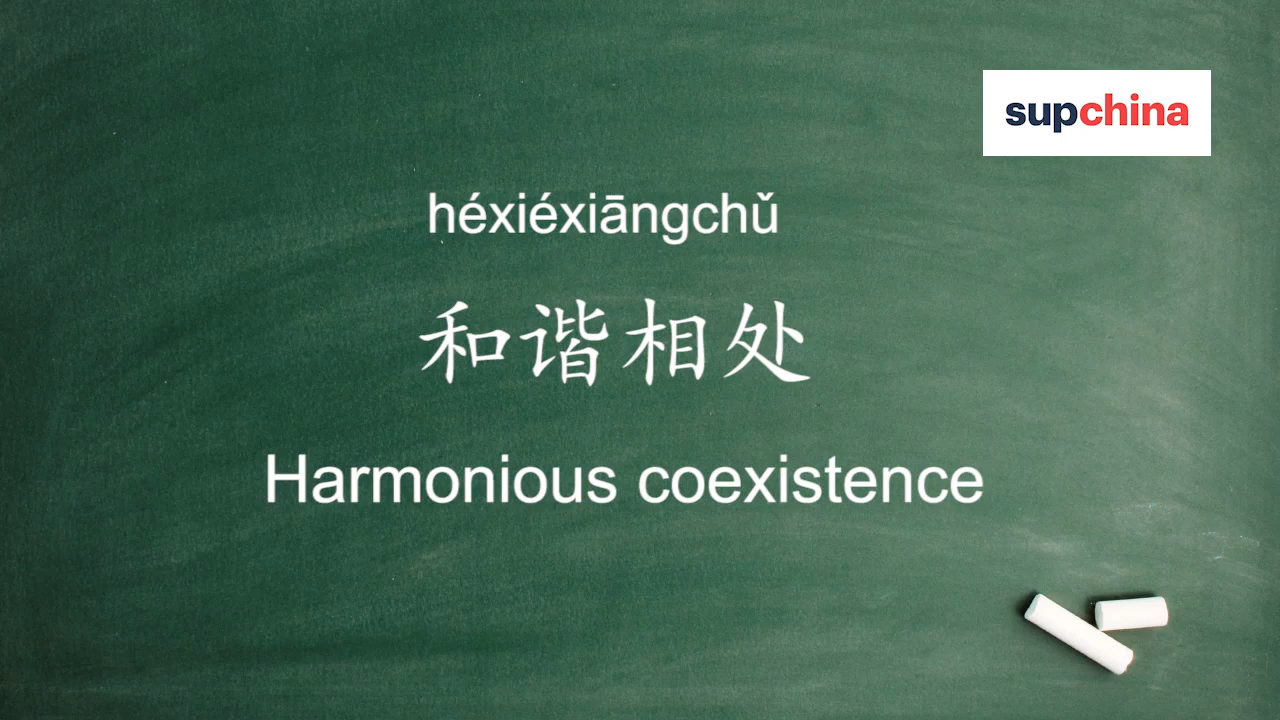 supchina
héxiéxiāngchǔ
和谐相处
Harmonious coexistence